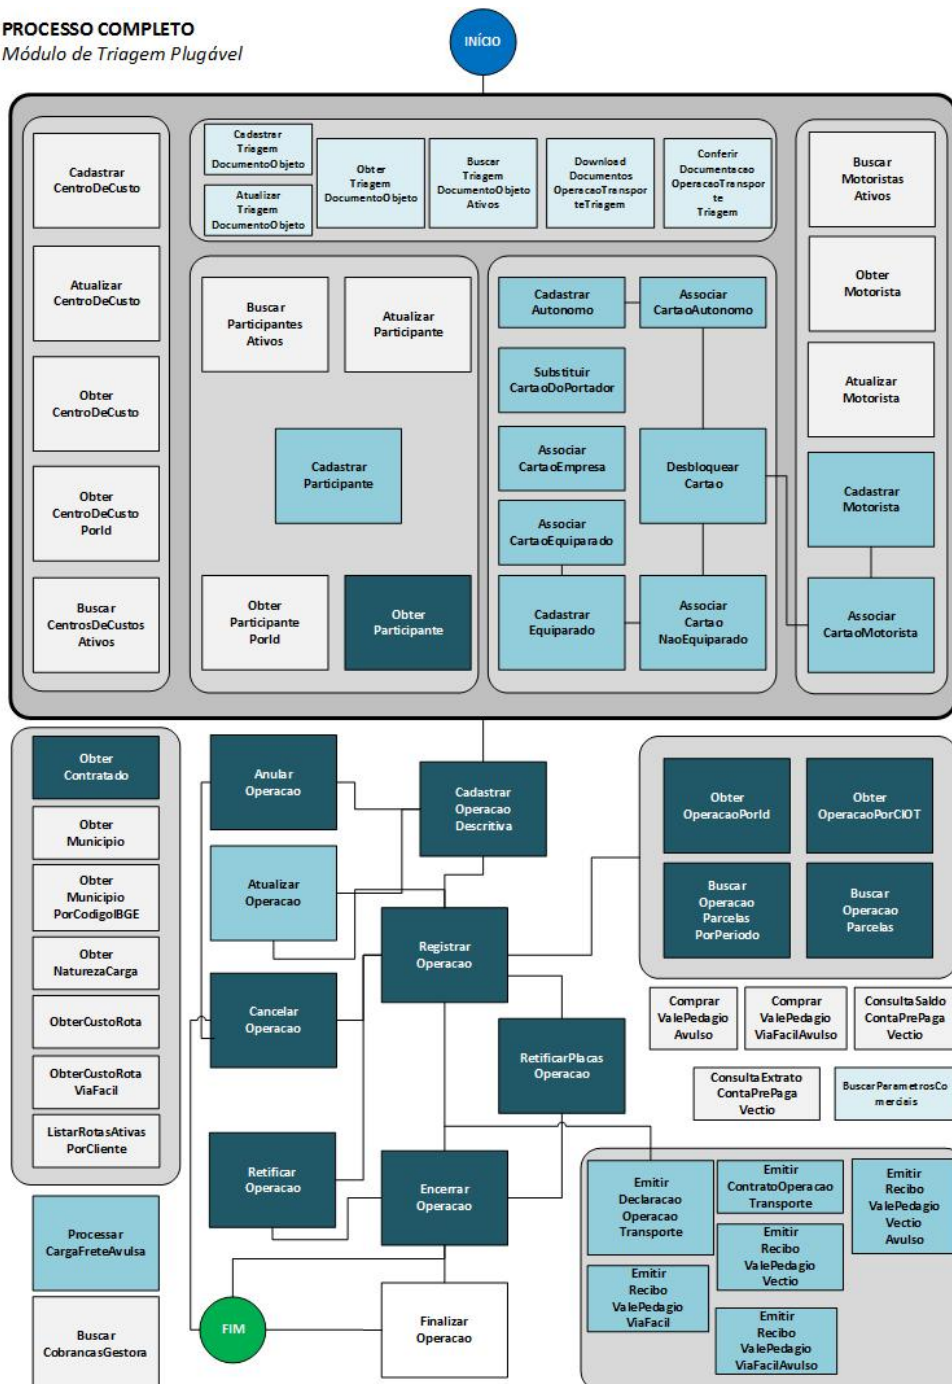 PROCESSO COMPLETO
Módulo de Triagem Plugável
INÍCIO
Cadastrar
CentroDeCusto
Atualizar
CentroDeCusto
Obter
CentroDeCusto
Obter
CentroDeCusto
PorId
Buscar
CentrosDeCustos
Ativos
Cadastrar
Triagem
DocumentoObjeto
Atualizar
Triagem
DocumentoObjeto
Obter
Triagem
DocumentoObjeto
Buscar
Triagem
DocumentoObjeto
Ativos
Download
Documentos
OperacaoTranspor
teTriagem
Conferir
Documentacao
OperacaoTranspor
te
Triagem
Buscar
Participantes
Ativos
Atualizar
Participante
Cadastrar
Participante
Obter
Participante
PorId
Obter
Participante
Cadastrar
Autonomo
Associar
CartaoAutonomo
Substituir
CartaoDoPortador
Associar
CartaoEmpresa
Desbloquear
Cartao
Associar
CartaoEquiparado
Cadastrar
Equiparado
Associar
Cartao
NaoEquiparado
Buscar
Motoristas
Ativos
Obter
Motorista
Atualizar
Motorista
Cadastrar
Motorista
Associar
CartaoMotorista
Obter
Contratado
Obter
Municipio
Obter
Municipio
PorCodigoIBGE
Obter
NaturezaCarga
ObterCustoRota
ObterCustoRota
ViaFacil
ListarRotasAtivas
PorCliente
Processar
CargaFreteAvulsa
Buscar
CobrancasGestora
Anular
Operacao
Cadastrar
Operacao
Descritiva
Atualizar
Operacao
Registrar
Operacao
Cancelar
Operacao
RetificarPlacas
Operacao
Retificar
Operacao
Encerrar
Operacao
FIM
Finalizar
Operacao
Obter
OperacaoPorId
Obter
OperacaoPorCIOT
Buscar
Operacao
Parcelas
PorPeriodo
Buscar
Operacao
Parcelas
Comprar
ValePedagio
Avulso
Comprar
ValePedagio
ViaFacilAvulso
ConsultaSaldo
ContaPrePaga
Vectio
ConsultaExtrato
ContaPrePaga
Vectio
BuscarParametrosCo
merciais
Emitir
Declaracao
Operacao
Transporte
Emitir
ContratoOperacao
Transporte
Emitir
Recibo
ValePedagio
Vectio
Avulso
Emitir
Recibo
ValePedagio
Vectio
Emitir
Recibo
ValePedagio
ViaFacil
Emitir
Recibo
ValePedagio
ViaFacilAvulso